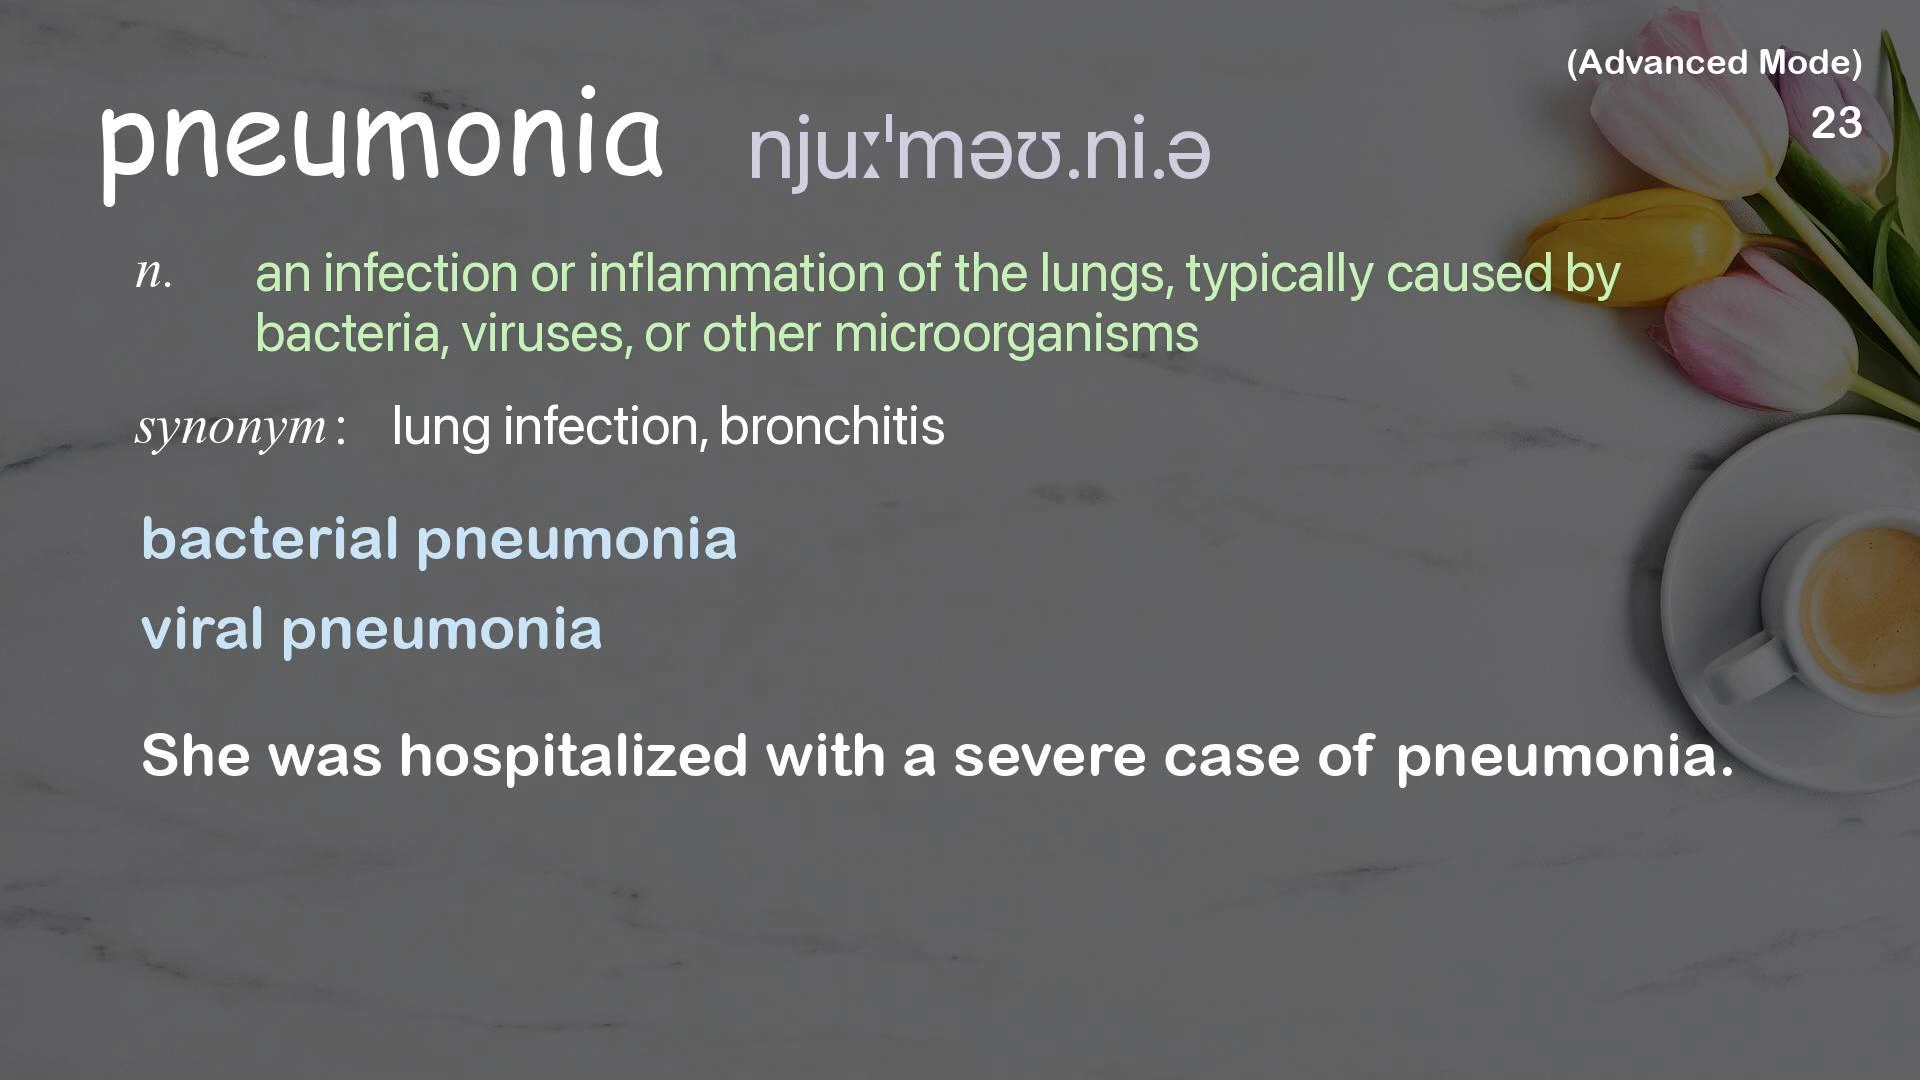 (Advanced Mode)
23
pneumonia njuːˈməʊ.ni.ə
n. an infection or inflammation of the lungs, typically caused by
bacteria, viruses, or other microorganisms
synonym: lung infection, bronchitis
bacterial pneumonia
viral pneumonia
She was hospitalized with a severe case of pneumonia.